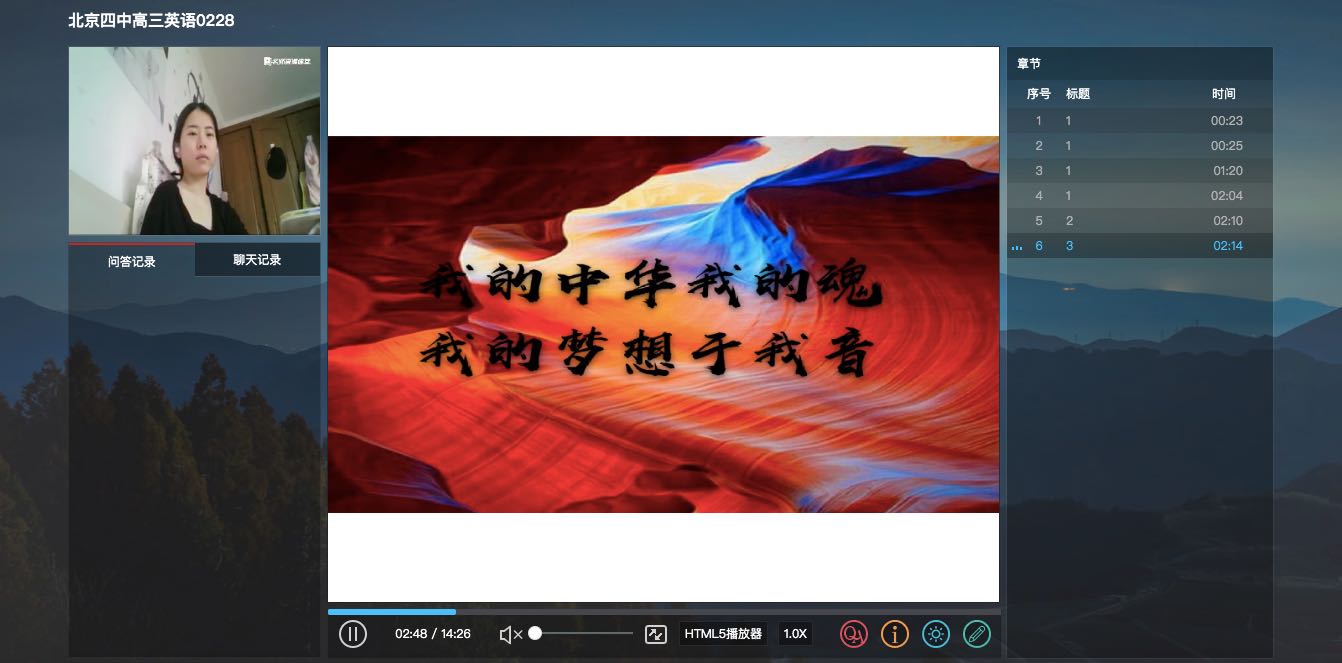 北京四中高三英语0228
问答记录
聊天记录
我的中华我的魂
我的梦想于我音
02:48 / 14:26
HTML5播放器
1.0X
QA
章节
序号 标题 时间
1 1 00:23
2 1 00:25
3 1 01:20
4 1 02:04
5 2 02:10
6 3 02:14